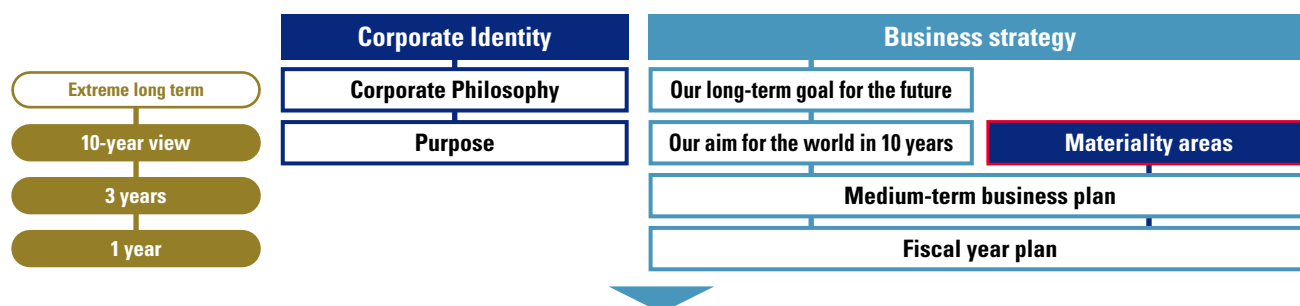 Corporate Identity
Business strategy
Extreme long term
Corporate Philosophy
Our long-term goal for the future
10-year view
Purpose
Our aim for the world in 10 years
Materiality areas
3 years
Medium-term business plan
1 year
Fiscal year plan